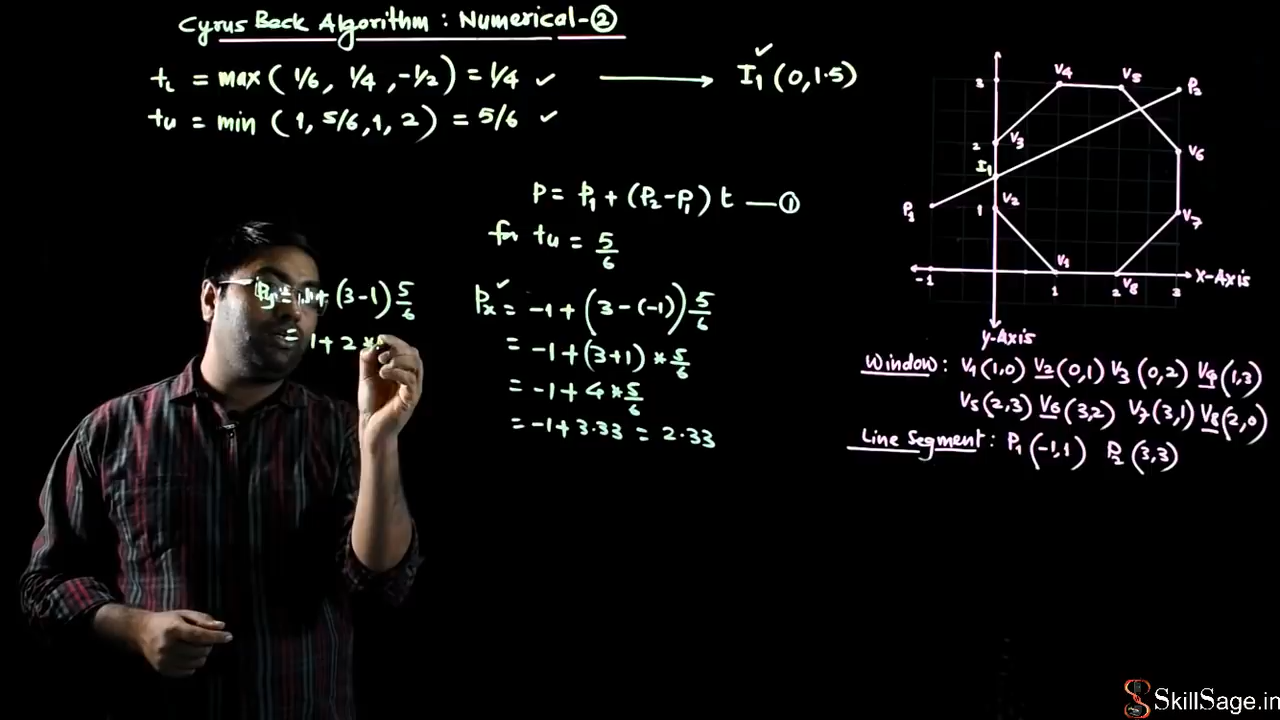 Cyrus Beck Algorithm : Numerical-②
tL = max( 1/6, 1/4, -1/2) = 1/4 ✓ → I1 (0,1.5) ✓
tu = min ( 1, 5/6, 1, 2) = 5/6 ✓
P = P1 + (P2-P1) t —①
for tu = 5/6
Px = -1 + (3-(-1)) 5/6
= -1 + (3+1) * 5/6
= -1 + 4 * 5/6
= -1 + 3.33 = 2.33
+ (3-1) 5/6
= 1 + 2 *
3
V4
V5
P2
2
V3
V6
I1
P1
1
V2
V7
-1
V1
V8
X-Axis
1
2
3
Y-Axis
Window : V1(1,0) V2(0,1) V3(0,2) V4(1,3)
V5(2,3) V6(3,2) V7(3,1) V8(2,0)
Line Segment : P1(-1,1) P2(3,3)
SkillSage.in